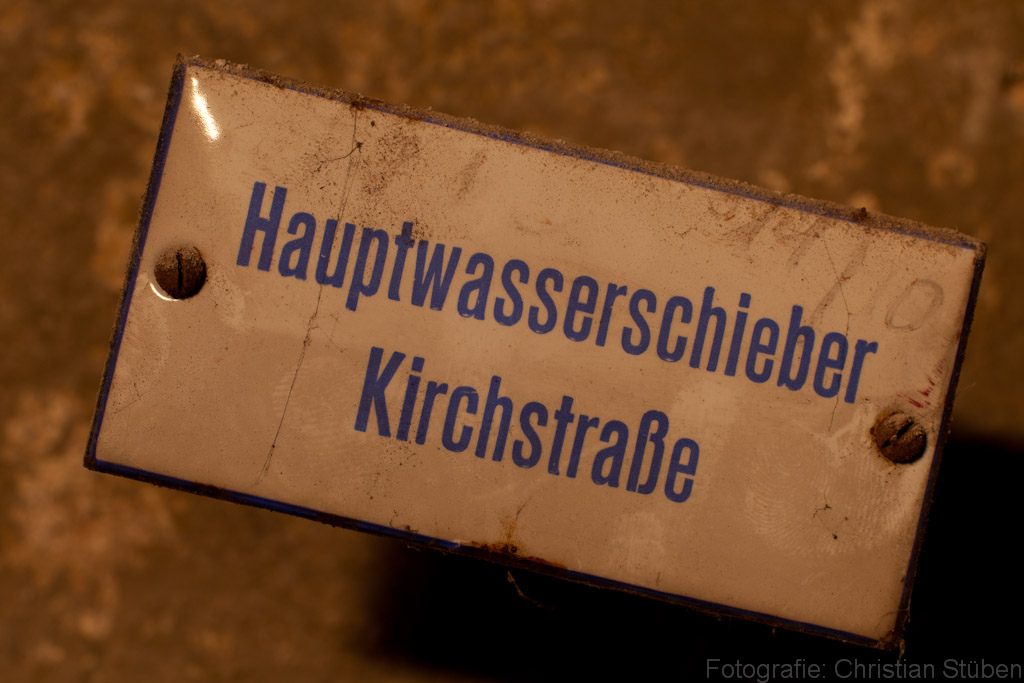 Hauptwasserschieber
Kirchstraße
Fotografie: Christian Stüben